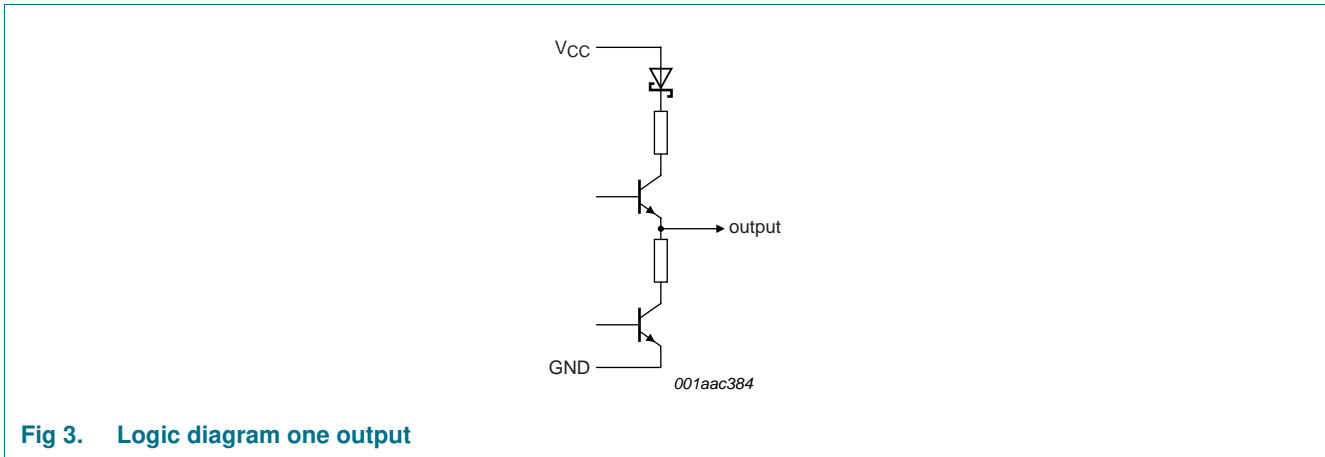 VCC
output
GND
001aac384
Fig 3. Logic diagram one output